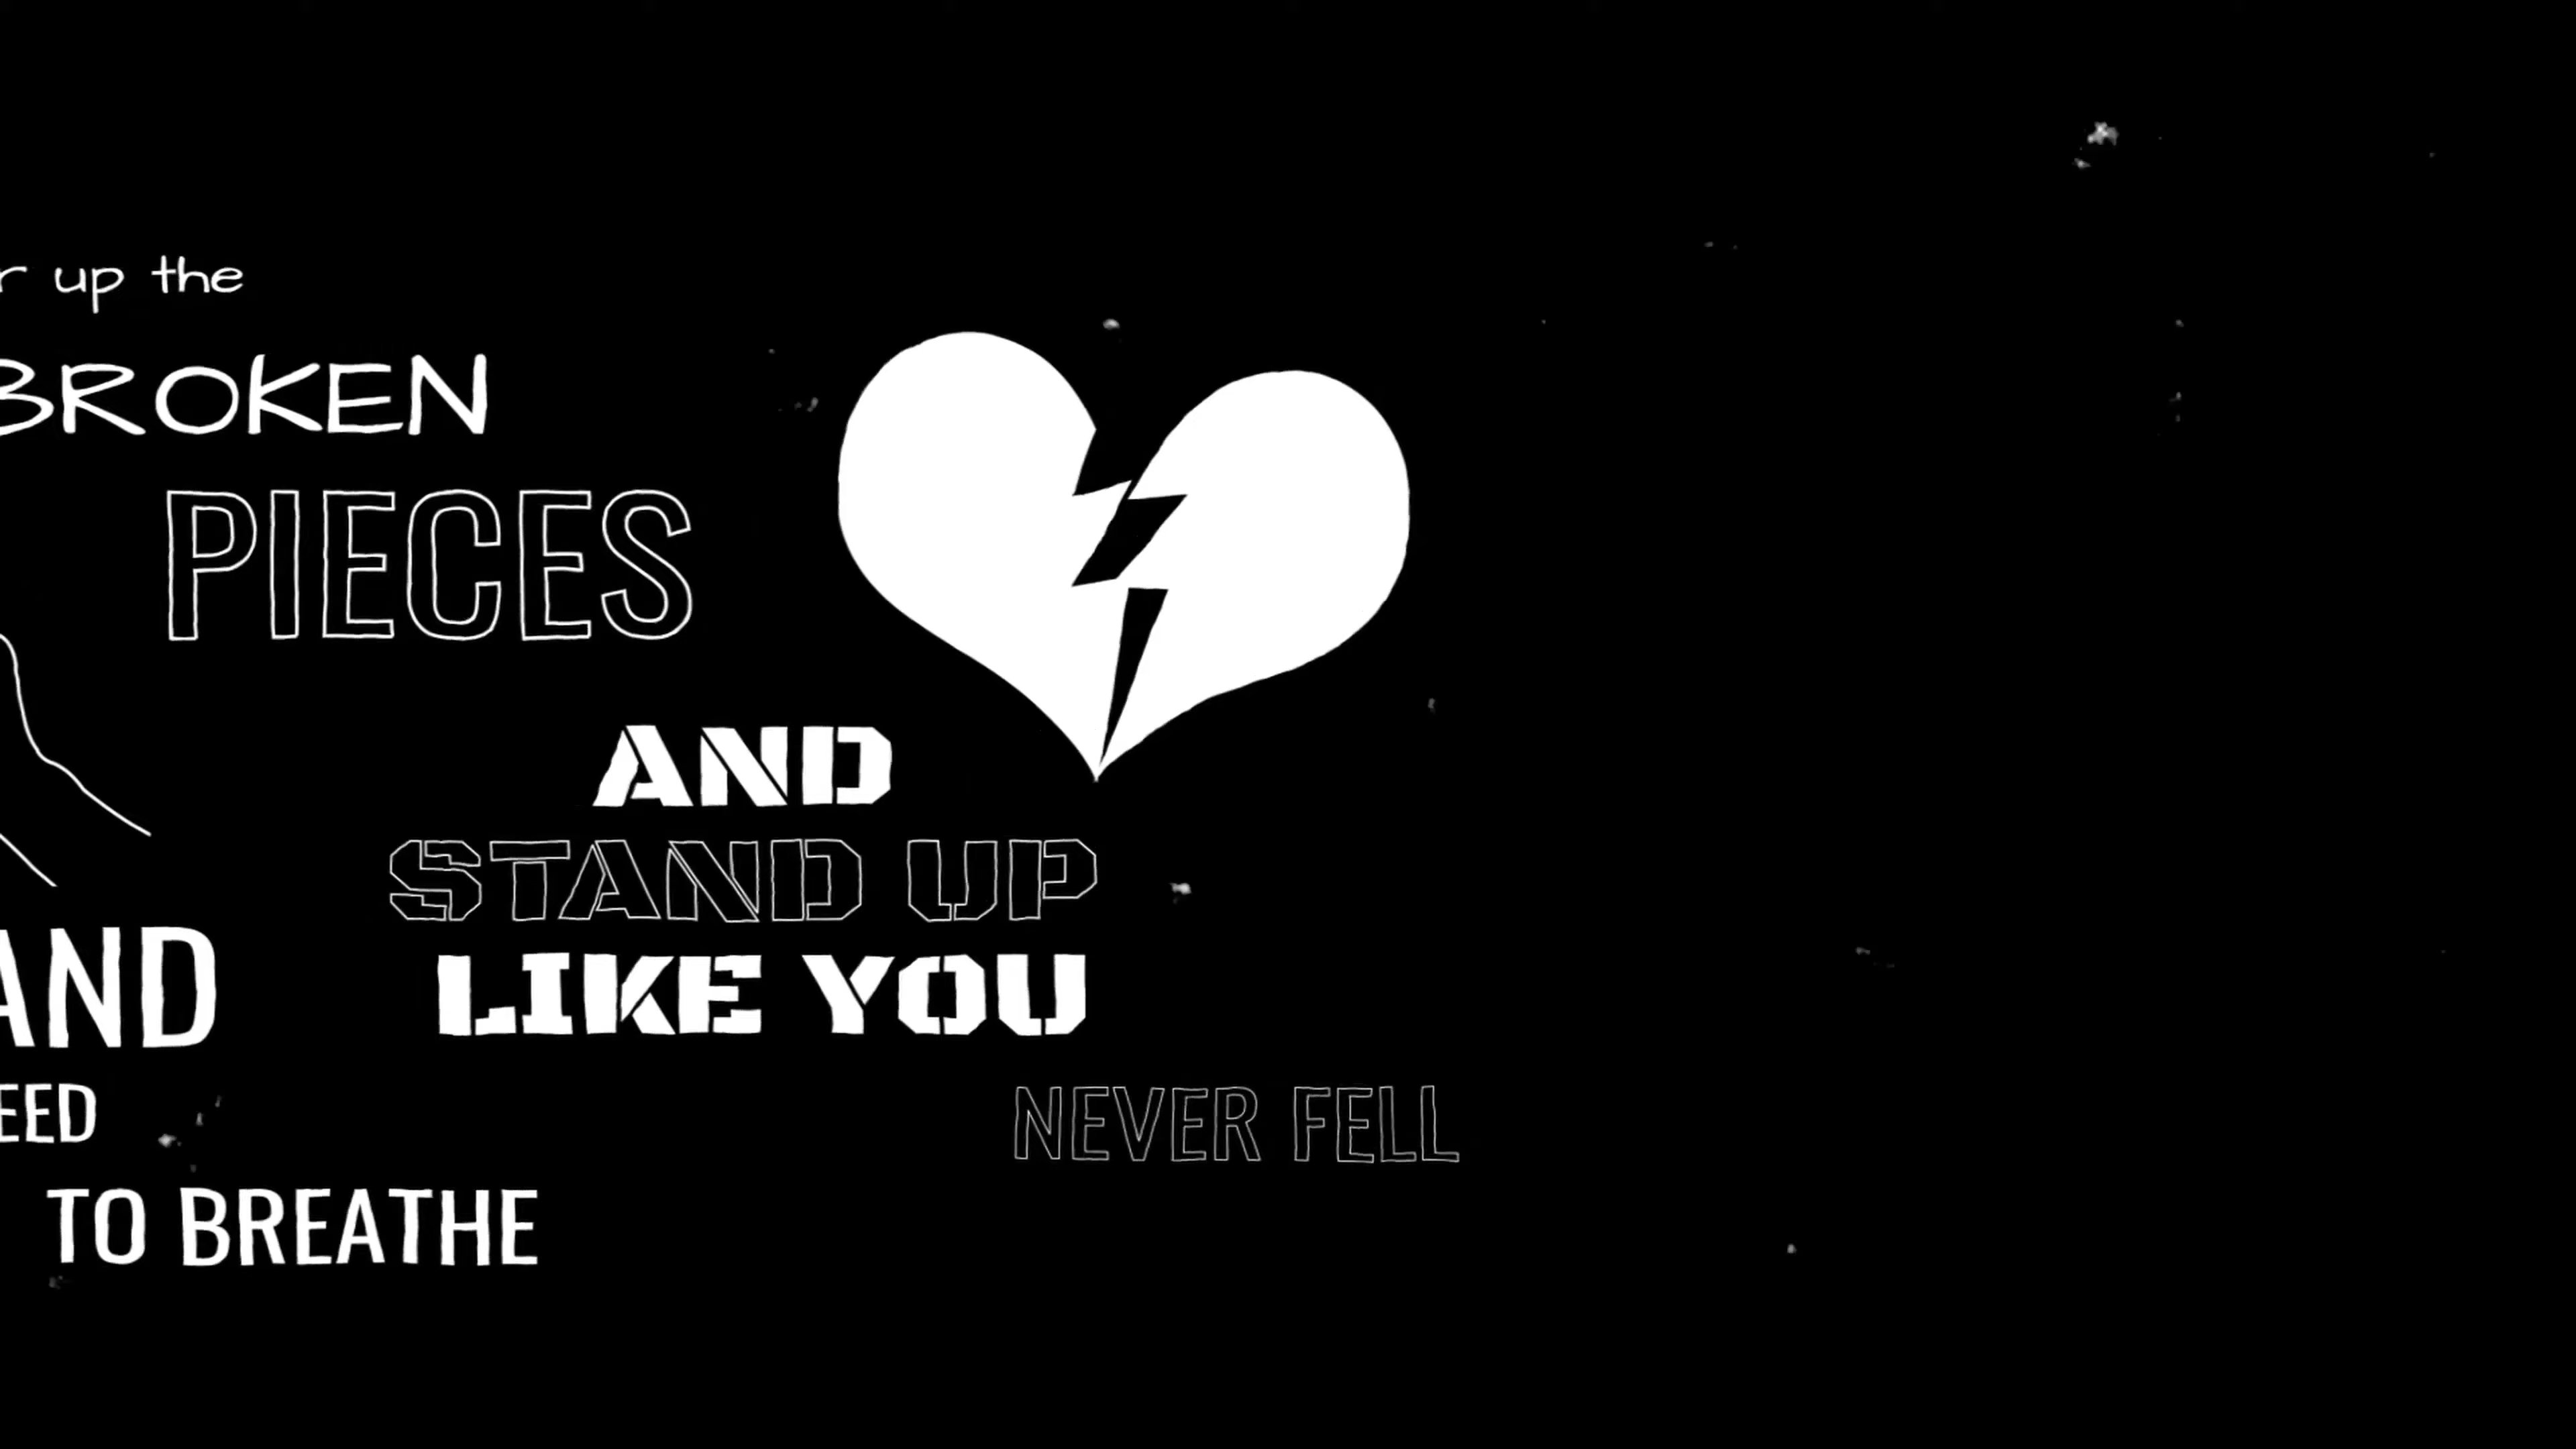 r up the
BROKEN
PIECES
AND
STAND UP
LIKE YOU
NEVER FELL
AND
EED
TO BREATHE